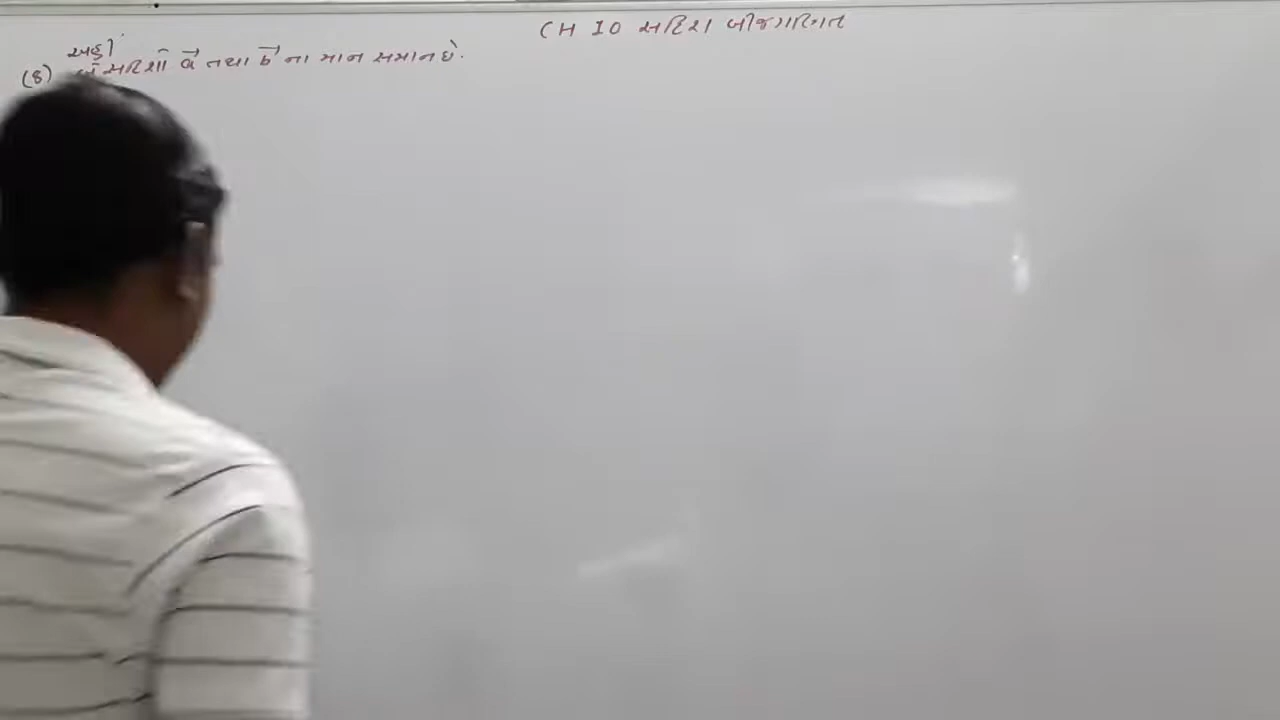 CH 10 સદિશ બીજગણિત
અહીં
(8) બે સદિશો a⃗ તથા b⃗ ના માન સમાન છે.